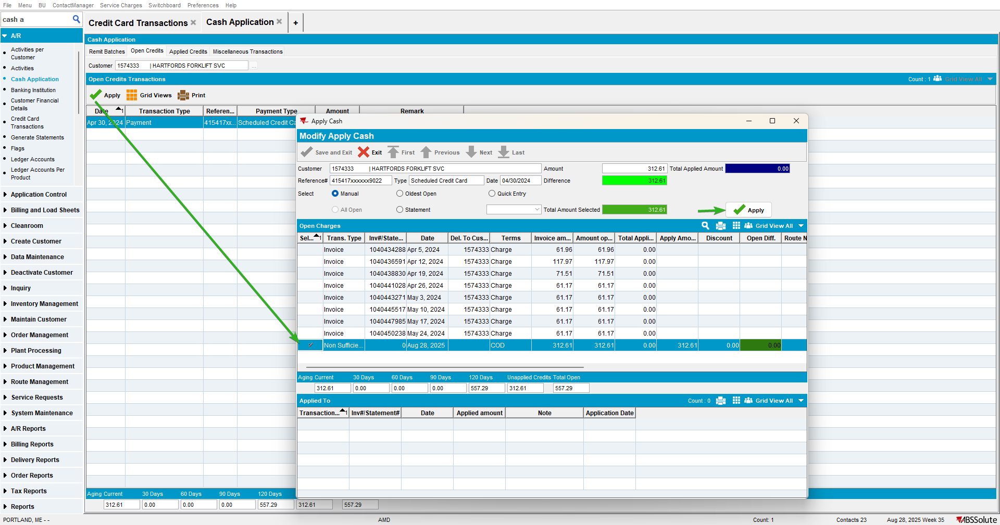 File Menu BU ContactManager Service Charges Switchboard Preferences Help
cash a
Credit Card Transactions
Cash Application
+
A/R
Activities per
Customer
Activities
Cash Application
Banking Institution
Customer Financial
Details
Credit Card
Transactions
Generate Statements
Flags
Ledger Accounts
Ledger Accounts Per
Product
Application Control
Billing and Load Sheets
Cleanroom
Create Customer
Data Maintenance
Deactivate Customer
Inquiry
Inventory Management
Maintain Customer
Order Management
Plant Processing
Product Management
Route Management
Service Requests
System Maintenance
A/R Reports
Billing Reports
Delivery Reports
Order Reports
Tax Reports
Reports
Cash Application
Remit Batches Open Credits Applied Credits Miscellaneous Transactions
Customer 1574333 | HARTFORDS FORKLIFT SVC ...
Open Credits Transactions Count : 1 Grid View All
Apply Grid Views Print
Date 1 Transaction Type Referen... Payment Type Amount Remark
Apr 30, 2024 Payment 415417xx... Scheduled Credit Ca
Apply Cash
Modify Apply Cash
Save and Exit Exit First Previous Next Last
Customer 1574333 | HARTFORDS FORKLIFT SVC Amount 312.61 Total Applied Amount 0.00
Reference# 415417xxxxxx9022 Type Scheduled Credit Card Date 04/30/2024 Difference 312.61
Select Manual Oldest Open Quick Entry
All Open Statement Total Amount Selected 312.61 Apply
Open Charges Grid View All
Sel... 1 Trans. Type Inv#/State... Date Del. To Cus... Terms Invoice am... Amount op... Total Appli... Apply Amo... Discount Open Diff. Route N
Invoice 1040434288 Apr 5, 2024 1574333 Charge 61.96 61.96 0.00
Invoice 1040436591 Apr 12, 2024 1574333 Charge 117.97 117.97 0.00
Invoice 1040438830 Apr 19, 2024 1574333 Charge 71.51 71.51 0.00
Invoice 1040441028 Apr 26, 2024 1574333 Charge 61.17 61.17 0.00
Invoice 1040443271 May 3, 2024 1574333 Charge 61.17 61.17 0.00
Invoice 1040445517 May 10, 2024 1574333 Charge 61.17 61.17 0.00
Invoice 1040447985 May 17, 2024 1574333 Charge 61.17 61.17 0.00
Invoice 1040450238 May 24, 2024 1574333 Charge 61.17 61.17 0.00
Non Sufficie... 0 Aug 28, 2025 COD 312.61 312.61 0.00 312.61 0.00 0.00
Aging Current 30 Days 60 Days 90 Days 120 Days Unapplied Credits Total Open
312.61 0.00 0.00 0.00 557.29 312.61 557.29
Applied To Count : 0 Grid View All
Transaction... 1 Inv#/Statement# Date Applied amount Note Application Date
Aging Current 30 Days 60 Days 90 Days 120 Days
312.61 0.00 0.00 0.00 557.29 312.61 557.29
PORTLAND, ME - - AMD Count: 1 Contacts 23 Aug 28, 2025 Week 35 ABSSolute